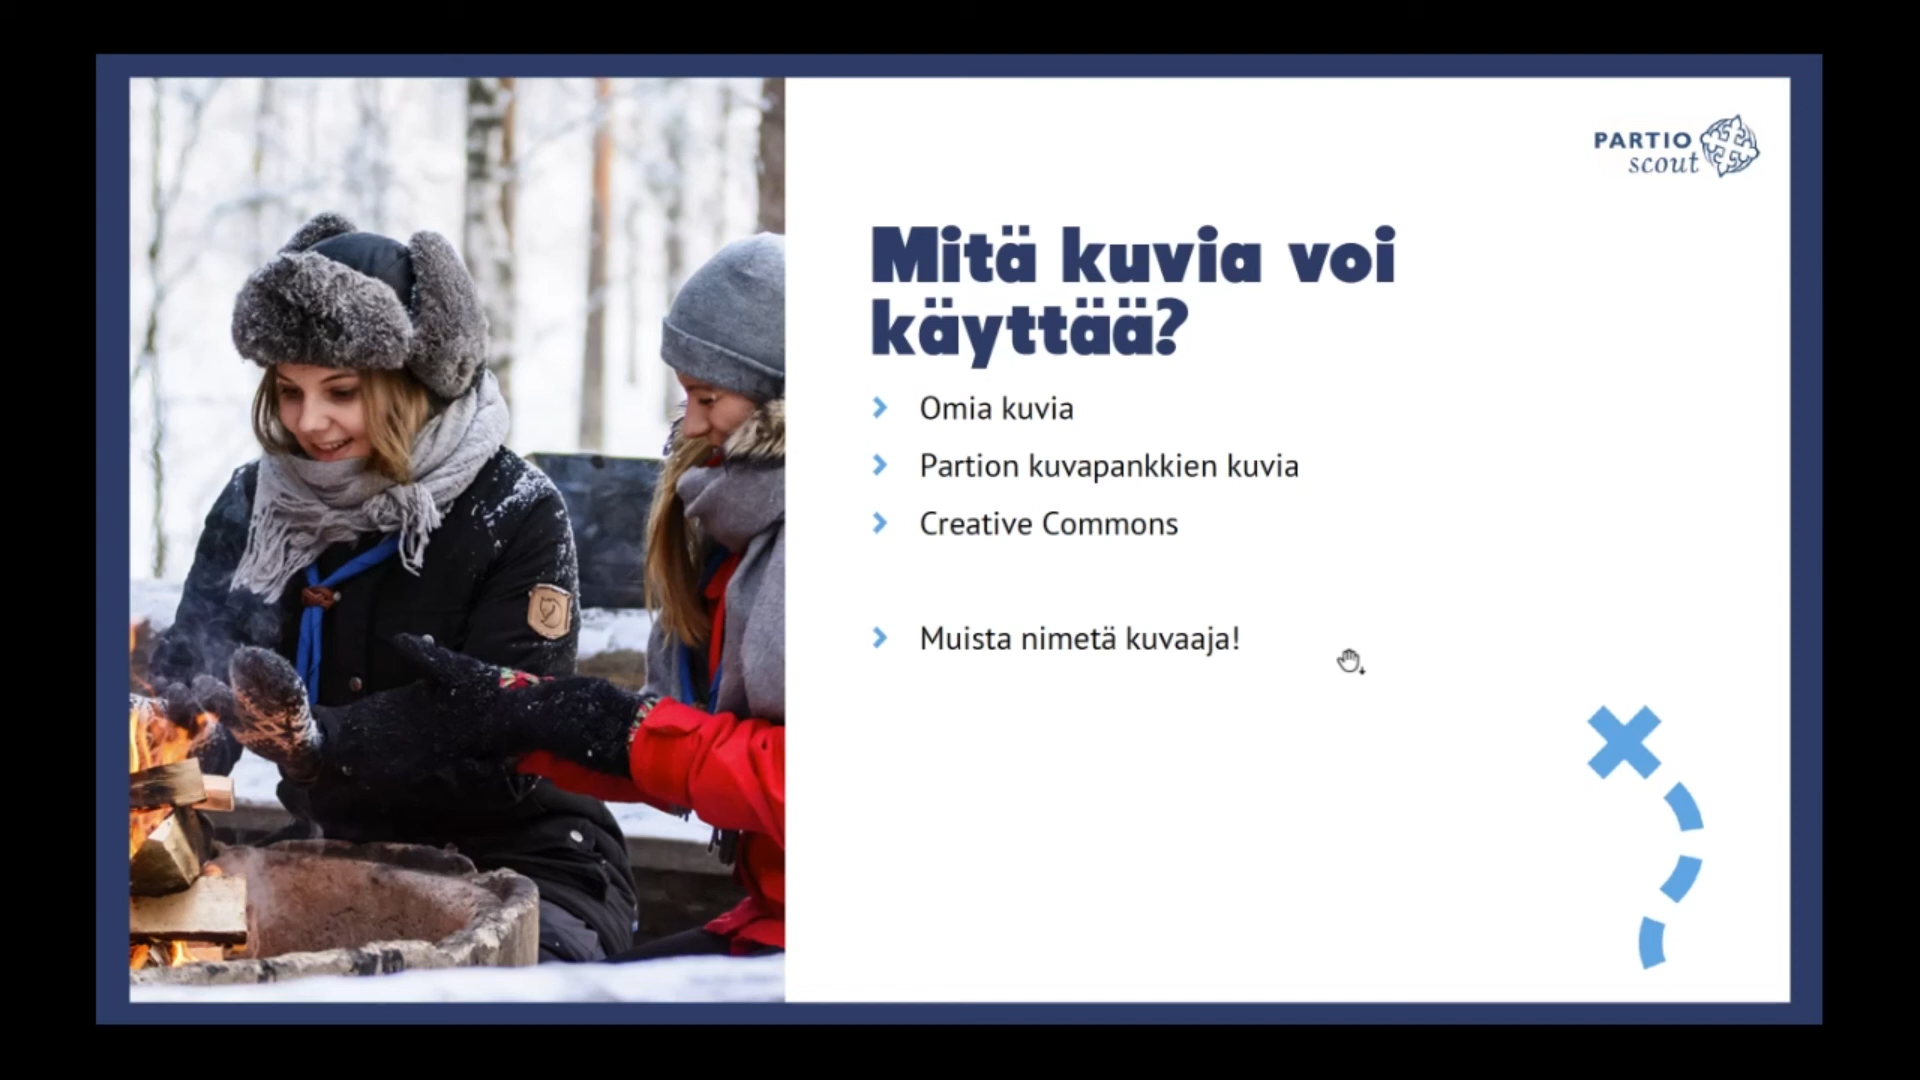 PARTIO
scout
Mitä kuvia voi
käyttää?
Omia kuvia
Partion kuvapankkien kuvia
Creative Commons
Muista nimetä kuvaaja!